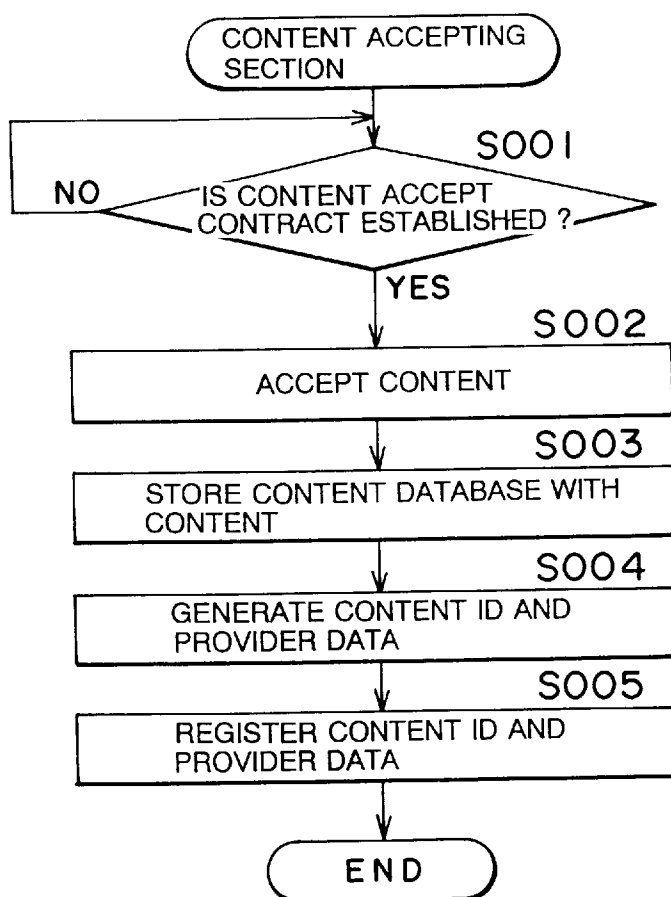 CONTENT ACCEPTING
SECTION
S001
NO
IS CONTENT ACCEPT
CONTRACT ESTABLISHED ?
YES
S002
ACCEPT CONTENT
S003
STORE CONTENT DATABASE WITH
CONTENT
S004
GENERATE CONTENT ID AND
PROVIDER DATA
S005
REGISTER CONTENT ID AND
PROVIDER DATA
END